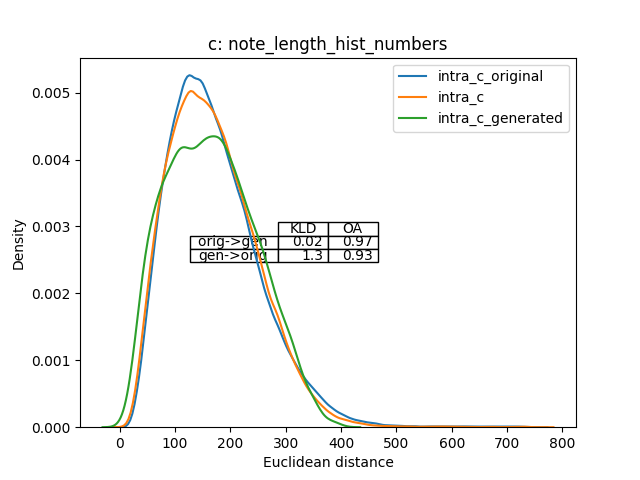 c: note_length_hist_numbers
intra_c_original
intra_c
intra_c_generated
Density
0.005
0.004
0.003
0.002
0.001
0.000
KLD OA
orig->gen 0.02 0.97
gen->orig 1.3 0.93
0 100 200 300 400 500 600 700 800
Euclidean distance